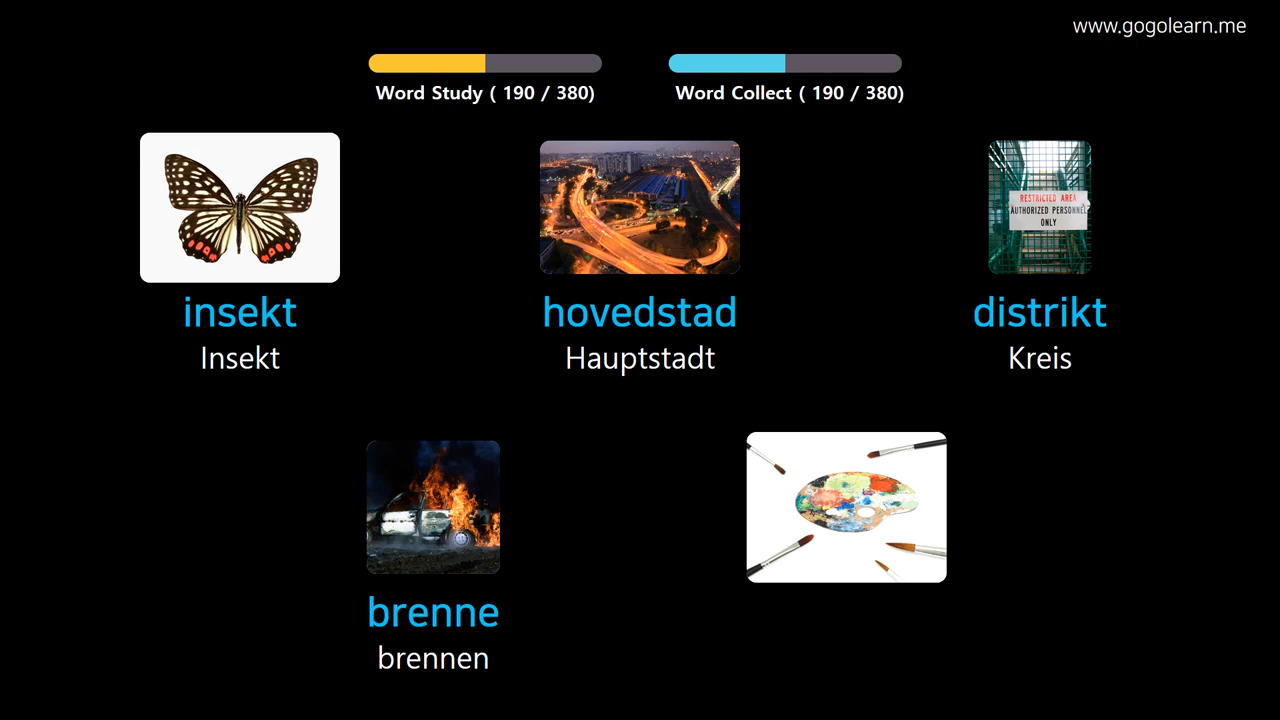 www.gogolearn.me
Word Study ( 190 / 380)
Word Collect ( 190 / 380)
RESTRICTED AREA
AUTHORIZED PERSONNEL
ONLY
insekt
Insekt
hovedstad
Hauptstadt
distrikt
Kreis
brenne
brennen